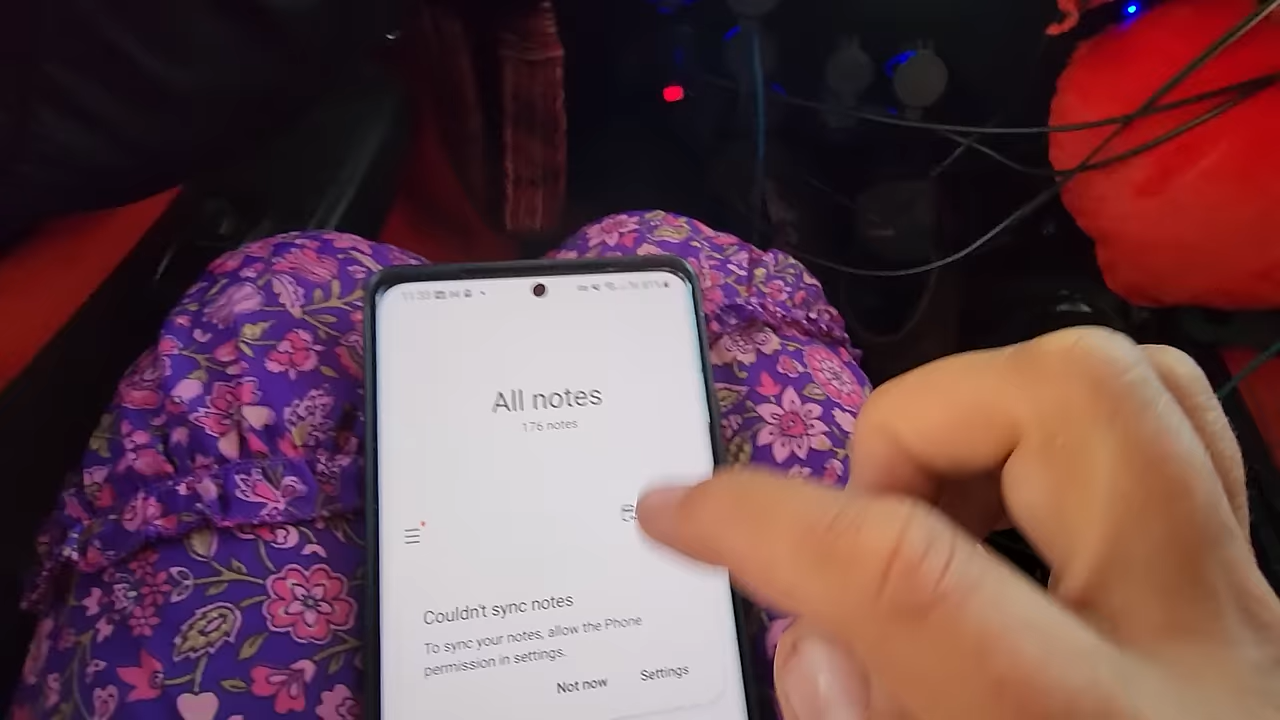 All notes
176 notes
Couldn't sync notes
To sync your notes, allow the Phone
permission in settings.
Not now
Settings